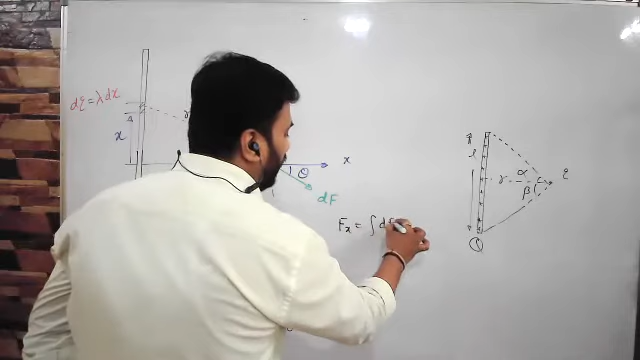 dq = λdx
x
r
θ
x
dF
Fx = ∫ dF
l
r
α
β
q
Q